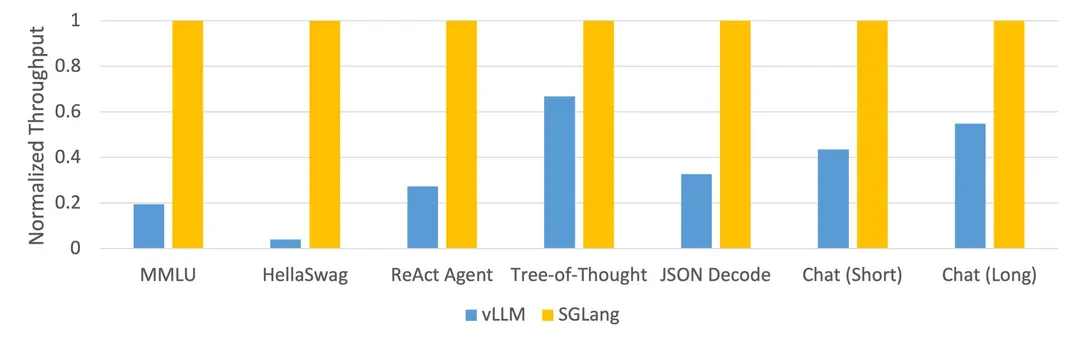 Normalized Throughput
1
0.8
0.6
0.4
0.2
0
MMLU HellaSwag ReAct Agent Tree-of-Thought JSON Decode Chat (Short) Chat (Long)
vLLM SGLang